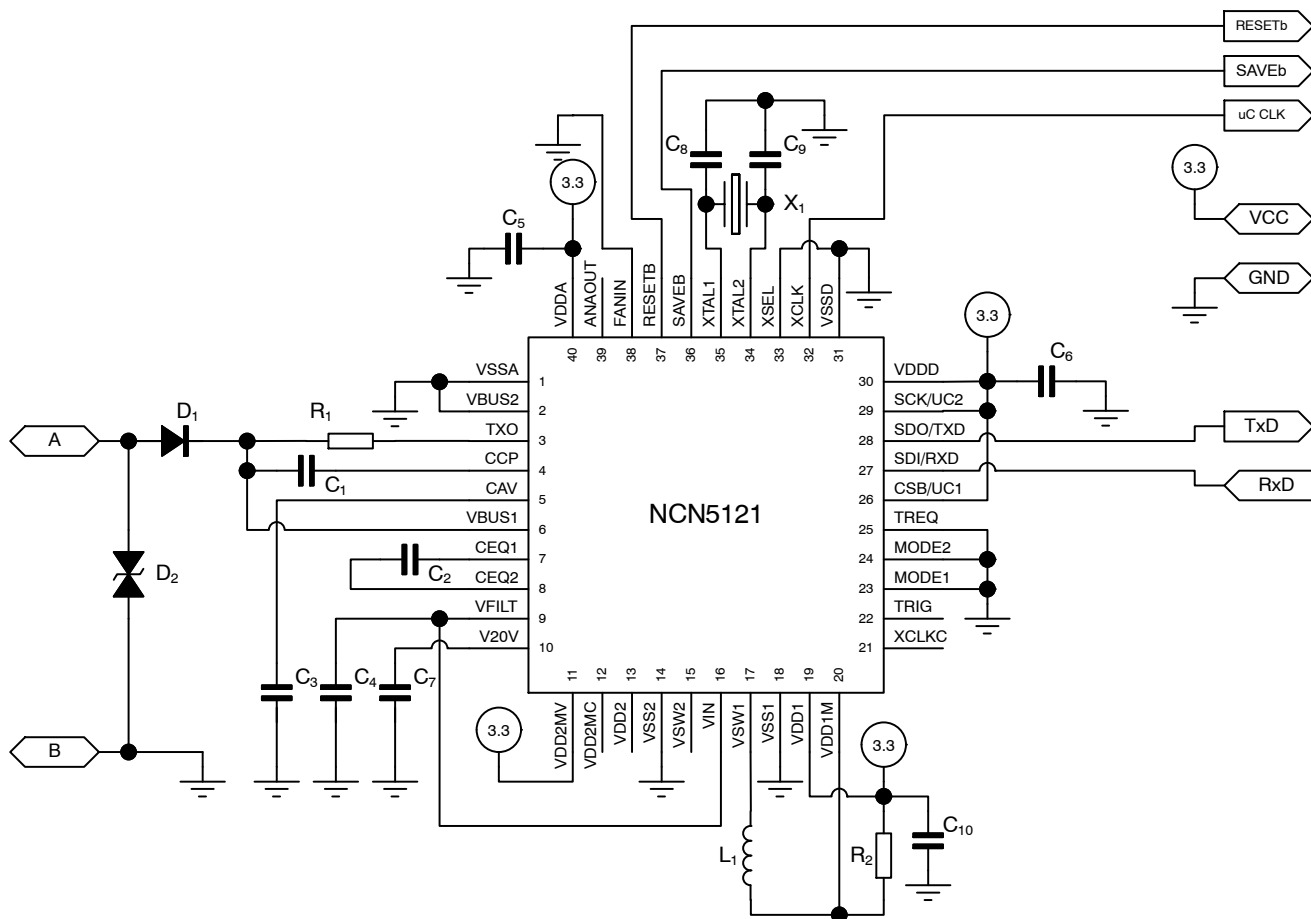 RESETb
SAVEb
uC CLK
C8
C9
3.3
3.3
X1
C5
VCC
GND
VDDA
ANAOUT
FANIN
RESETB
SAVEB
XTAL1
XTAL2
XSEL
XCLK
VSSD
3.3
40
39
38
37
36
35
34
33
32
31
C6
VSSA
1
VBUS2
2
D1
R1
TXO
3
A
CCP
4
C1
CAV
5
VBUS1
6
CEQ1
7
C2
CEQ2
8
D2
VFILT
9
V20V
10
NCN5121
VDDD
30
SCK/UC2
29
SDO/TXD
28
TxD
SDI/RXD
27
RxD
CSB/UC1
26
TREQ
25
MODE2
24
MODE1
23
TRIG
22
XCLKC
21
C3
C4
C7
11
12
13
14
15
16
17
18
19
20
B
3.3
VDD2MV
VDD2MC
VDD2
VSS2
VSW2
VIN
VSW1
VSS1
VDD1
VDD1M
3.3
L1
R2
C10